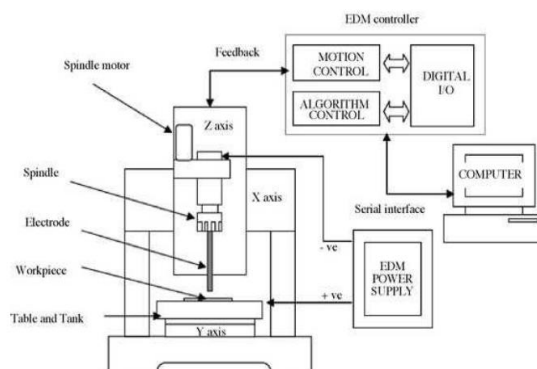 EDM controller
Feedback
MOTION
CONTROL
DIGITAL
I/O
ALGORITHM
CONTROL
Spindle motor
Z axis
COMPUTER
Spindle
X axis
Serial interface
Electrode
- ve
EDM
POWER
SUPPLY
Workpiece
+ ve
Table and Tank
Y axis